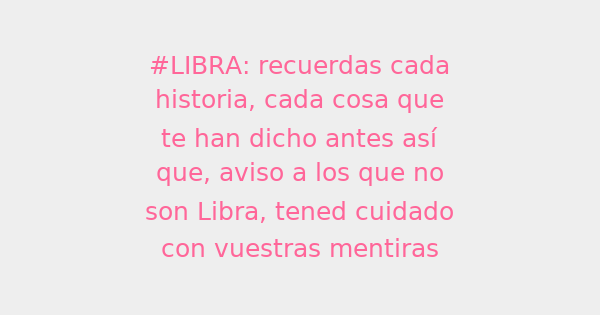 #LIBRA: recuerdas cada
historia, cada cosa que
te han dicho antes así
que, aviso a los que no
son Libra, tened cuidado
con vuestras mentiras